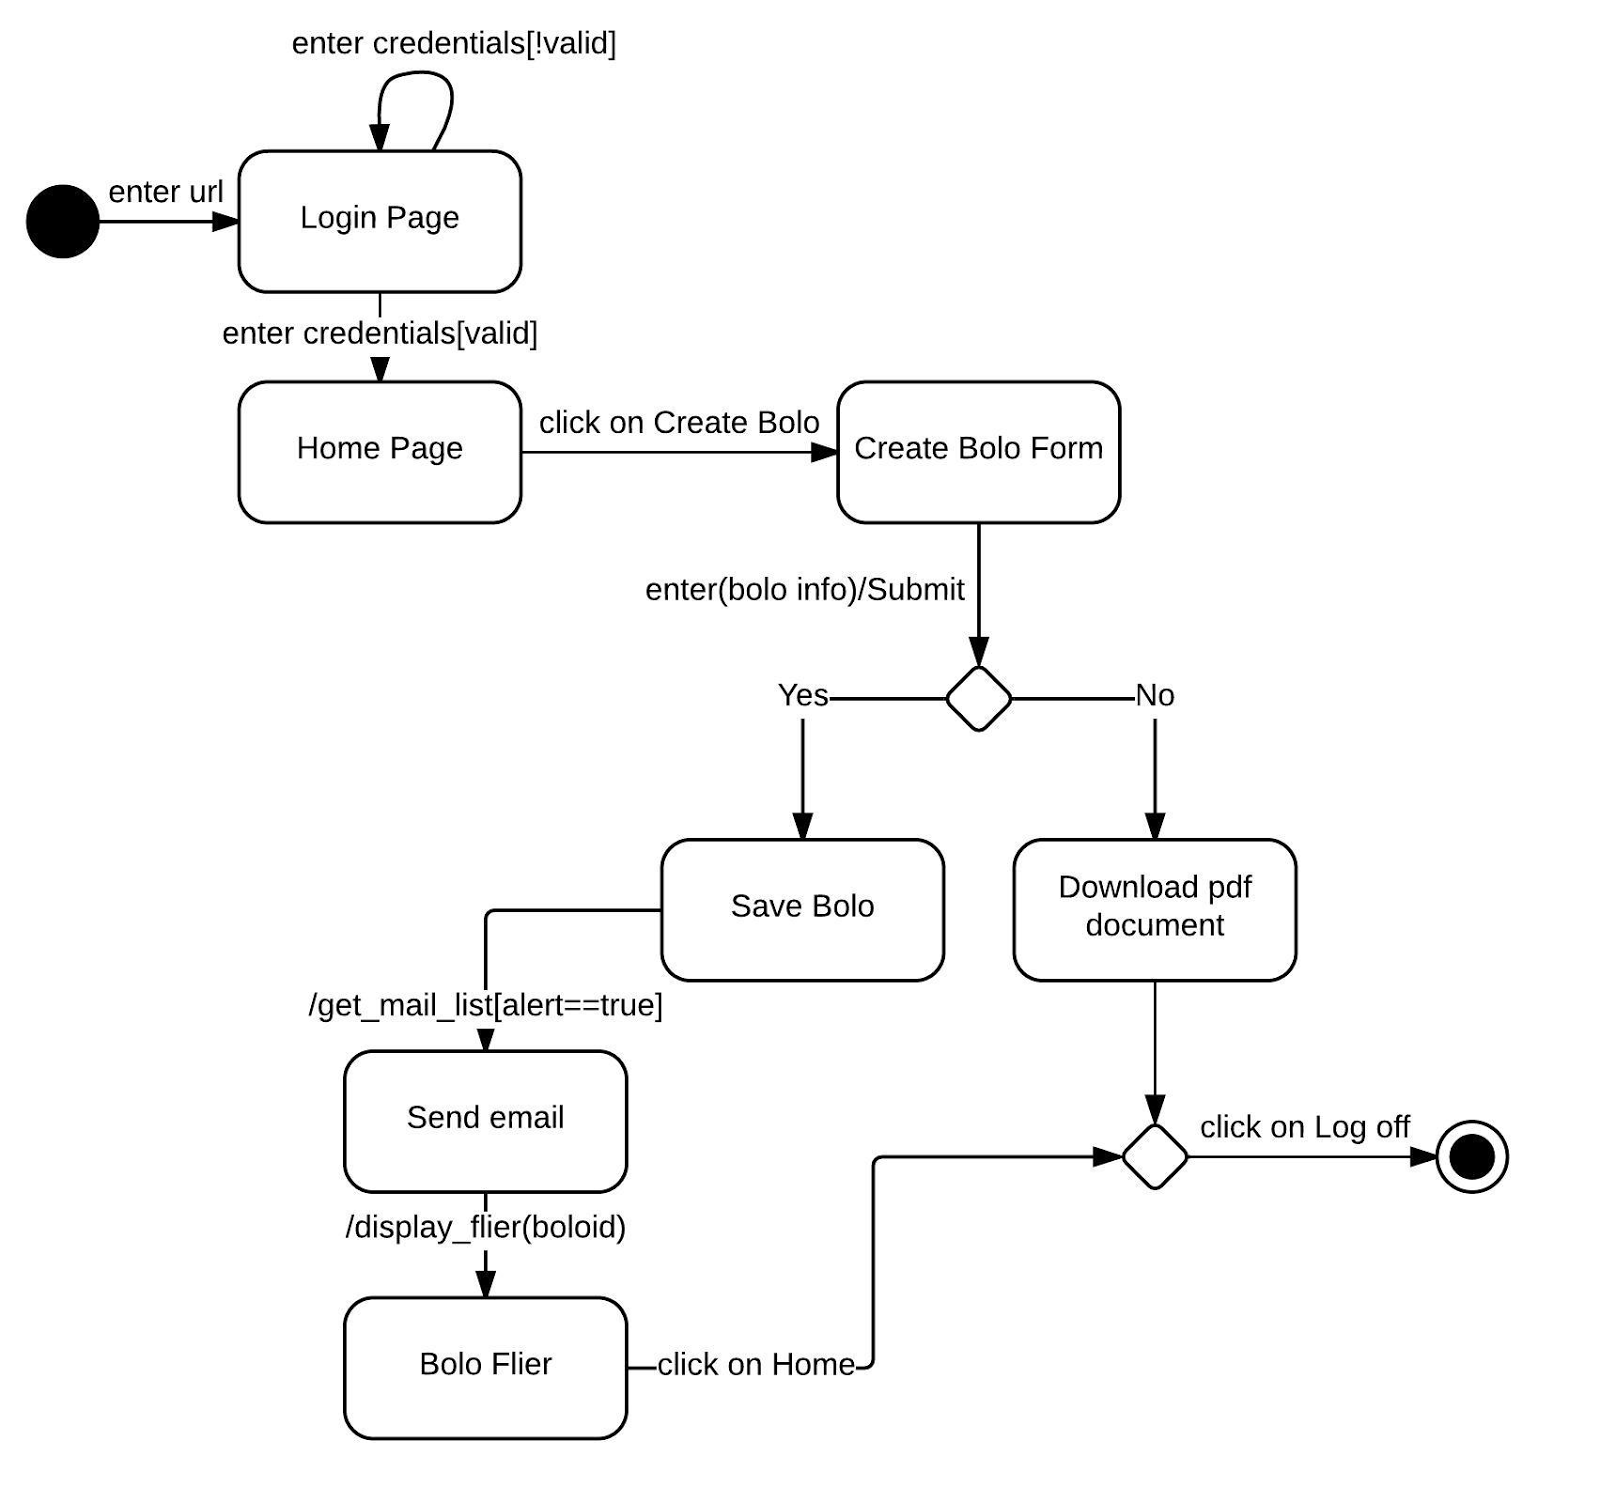 enter credentials[!valid]
enter url
Login Page
enter credentials[valid]
Home Page
click on Create Bolo
Create Bolo Form
enter(bolo info)/Submit
Yes
No
Save Bolo
Download pdf
document
/get_mail_list[alert==true]
Send email
click on Log off
/display_flier(boloid)
Bolo Flier
click on Home